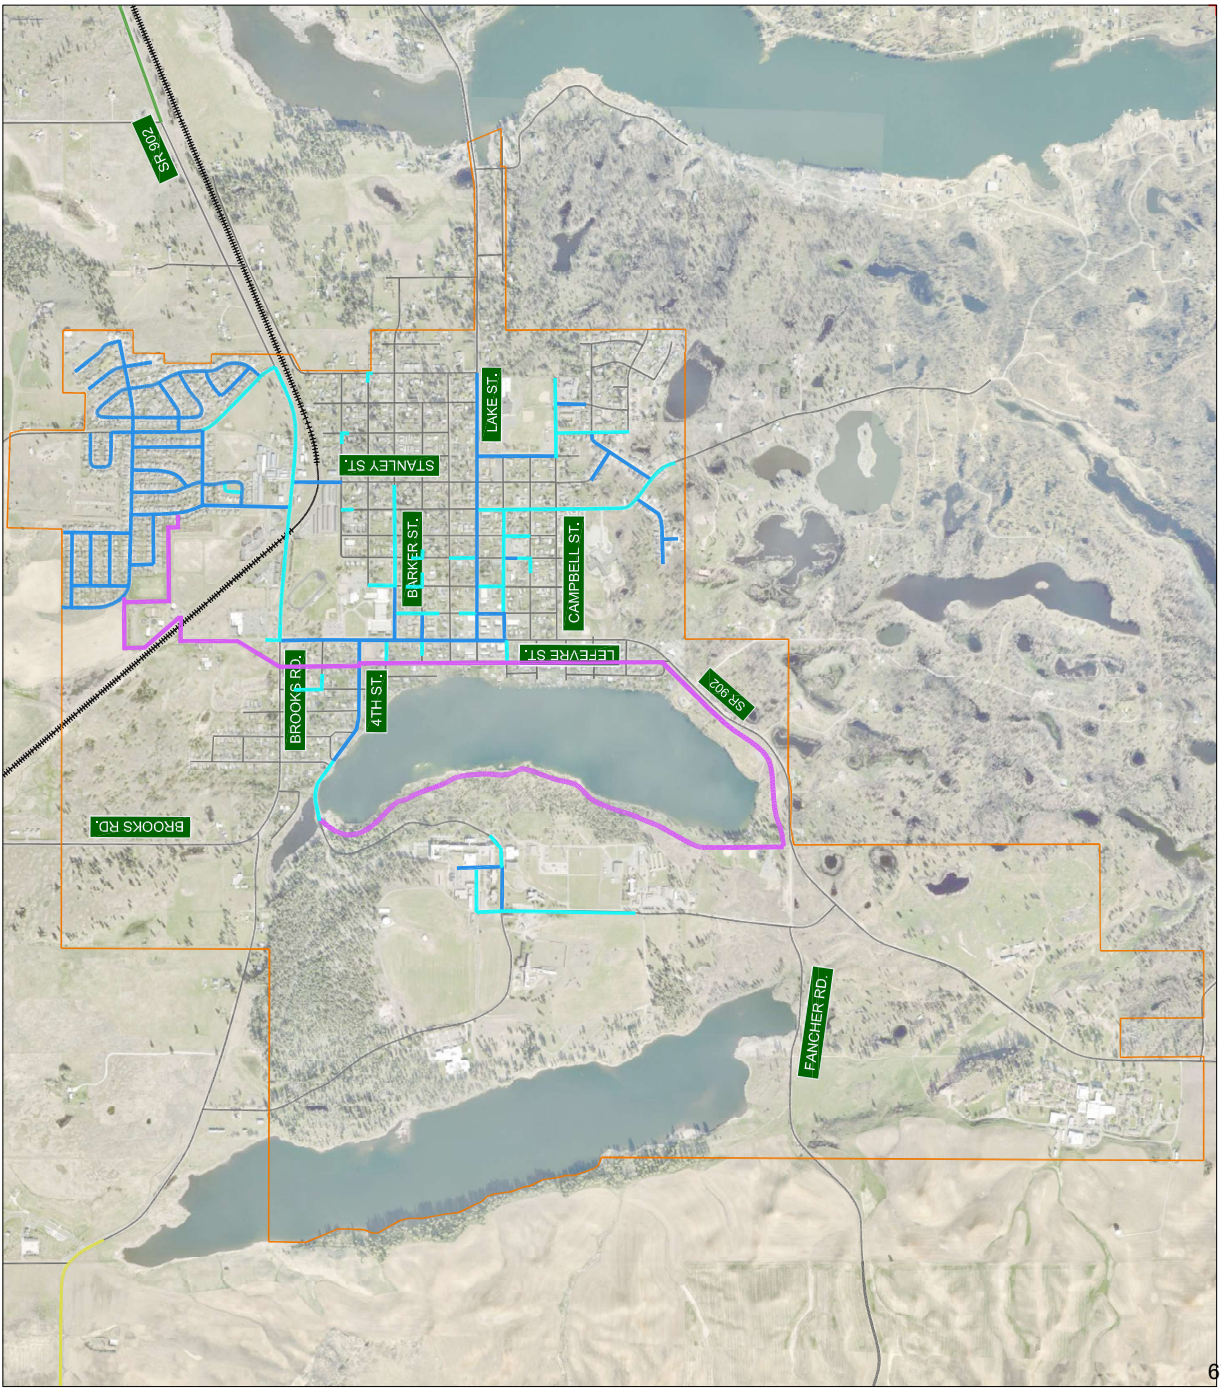 SR 902
LAKE ST.
STANLEY ST.
BARKER ST.
CAMPBELL ST.
LEFEVRE ST.
BROOKS RD.
4TH ST.
SR 902
BROOKS RD.
FANCHER RD.
6